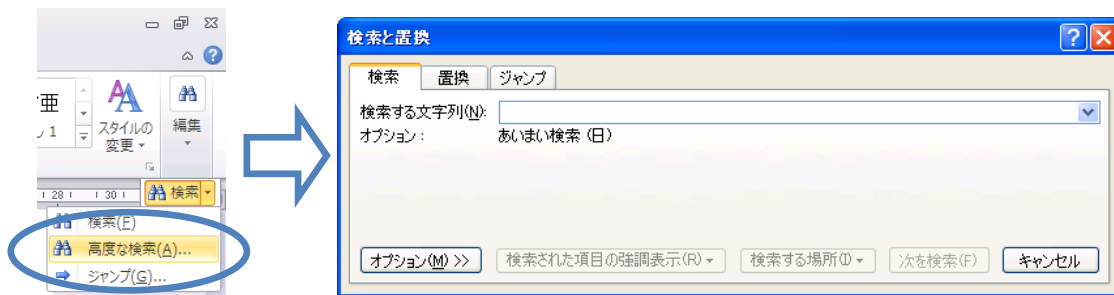 亜
1
スタイルの
変更
編集
28 30
検索
検索(F)
高度な検索(A)...
ジャンプ(G)...
検索と置換
検索 置換 ジャンプ
検索する文字列(N):
オプション： あいまい検索 (日)
オプション(M) >> 検索された項目の強調表示(R) 検索する場所(I) 次を検索(F) キャンセル